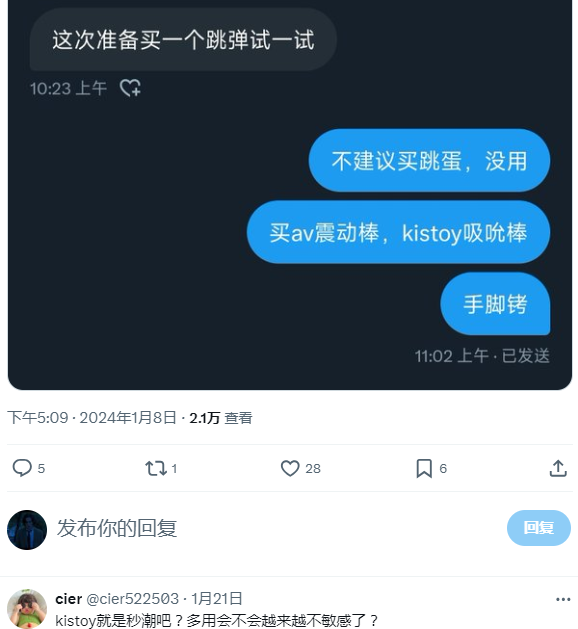 这次准备买一个跳弹试一试
10:23 上午
不建议买跳蛋，没用
买av震动棒，kistoy吸吮棒
手脚铐
11:02 上午 · 已发送
下午5:09 · 2024年1月8日 · 2.1万 查看
5 1 28 6
发布你的回复 回复
cier @cier522503 · 1月21日
kistoy就是秒潮吧？多用会不会越来越不敏感了？